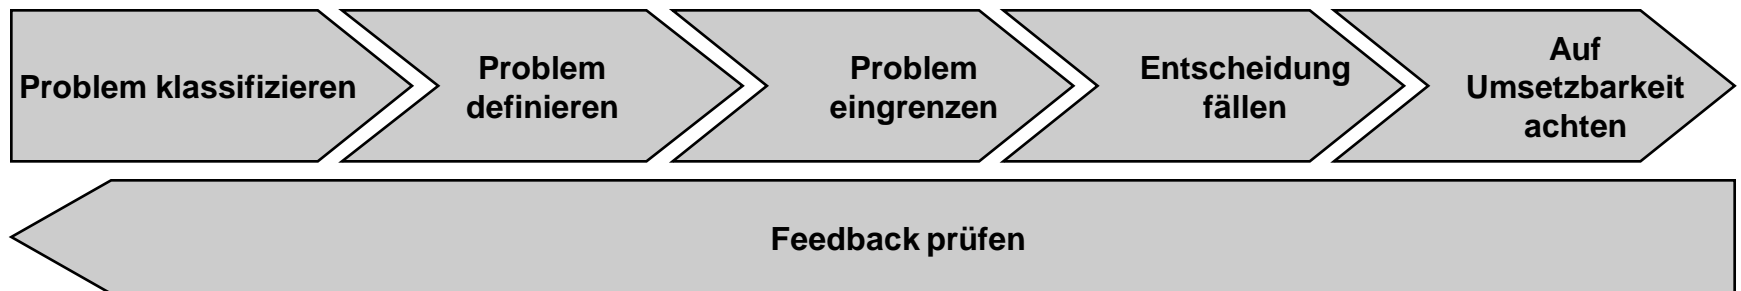 Problem klassifizieren
Problem
definieren
Problem
eingrenzen
Entscheidung
fällen
Auf
Umsetzbarkeit
achten
Feedback prüfen